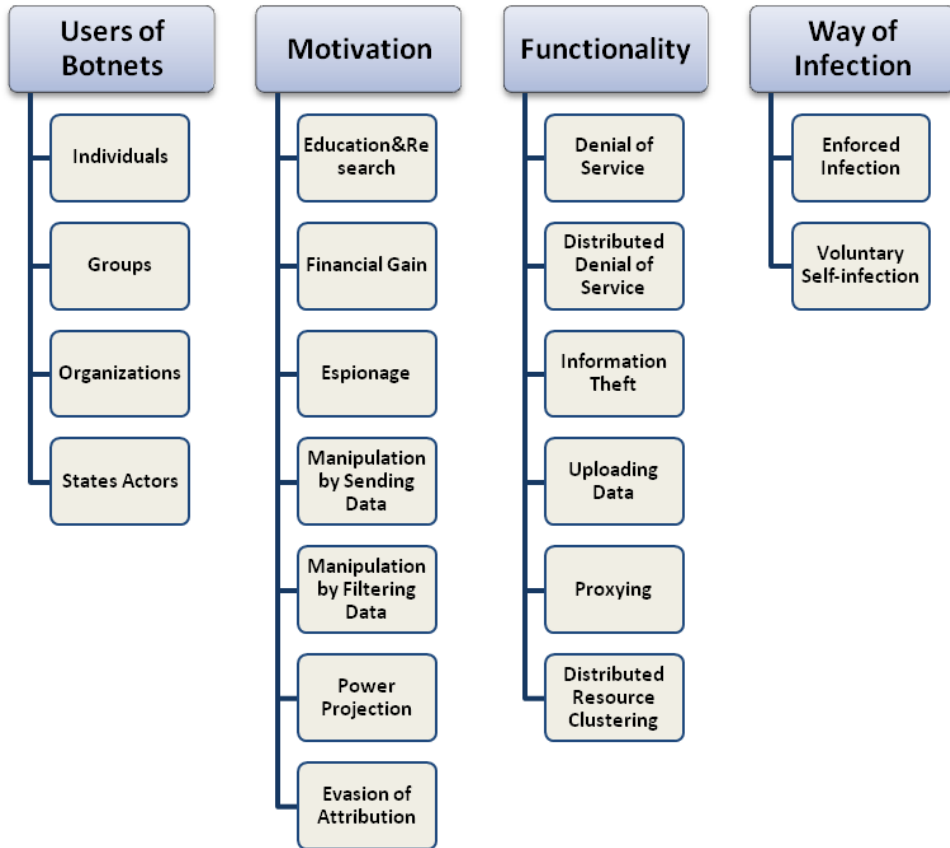 Users of
Botnets
Individuals
Groups
Organizations
States Actors
Motivation
Education&Re
search
Financial Gain
Espionage
Manipulation
by Sending
Data
Manipulation
by Filtering
Data
Power
Projection
Evasion of
Attribution
Functionality
Denial of
Service
Distributed
Denial of
Service
Information
Theft
Uploading
Data
Proxying
Distributed
Resource
Clustering
Way of
Infection
Enforced
Infection
Voluntary
Self-infection